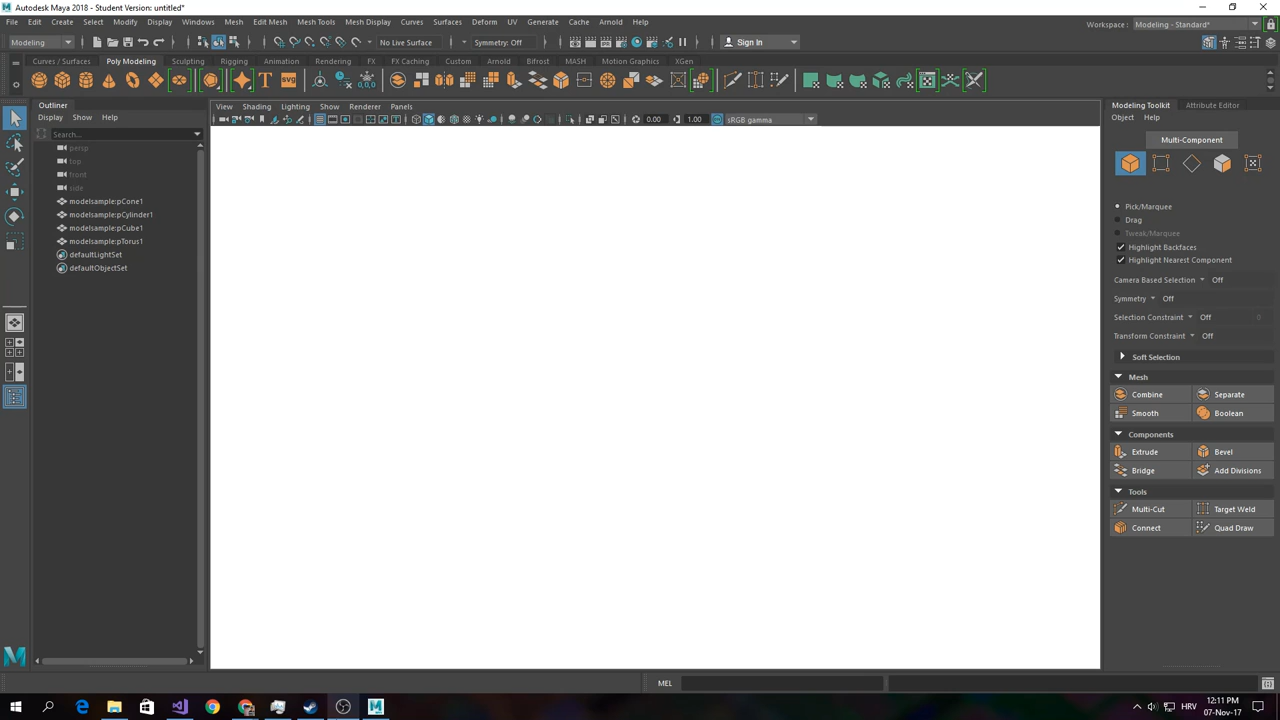 Autodesk Maya 2018 - Student Version: untitled*
File Edit Create Select Modify Display Windows Mesh Edit Mesh Mesh Tools Mesh Display Curves Surfaces Deform UV Generate Cache Arnold Help
Workspace : Modeling - Standard*
Modeling No Live Surface Symmetry: Off Sign In
Curves / Surfaces Poly Modeling Sculpting Rigging Animation Rendering FX FX Caching Custom Arnold Bifrost MASH Motion Graphics XGen
T SVG 0,0,0
Outliner
Display Show Help
Search...
persp
top
front
side
modelsample:pCone1
modelsample:pCylinder1
modelsample:pCube1
modelsample:pTorus1
defaultLightSet
defaultObjectSet
View Shading Lighting Show Renderer Panels
0.00 1.00 sRGB gamma
Modeling Toolkit Attribute Editor
Object Help
Multi-Component
Pick/Marquee
Drag
Tweak/Marquee
Highlight Backfaces
Highlight Nearest Component
Camera Based Selection Off
Symmetry Off
Selection Constraint Off 0
Transform Constraint Off
Soft Selection
Mesh
Combine Separate
Smooth Boolean
Components
Extrude Bevel
Bridge Add Divisions
Tools
Multi-Cut Target Weld
Connect Quad Draw
MEL
HRV
12:11 PM
07-Nov-17